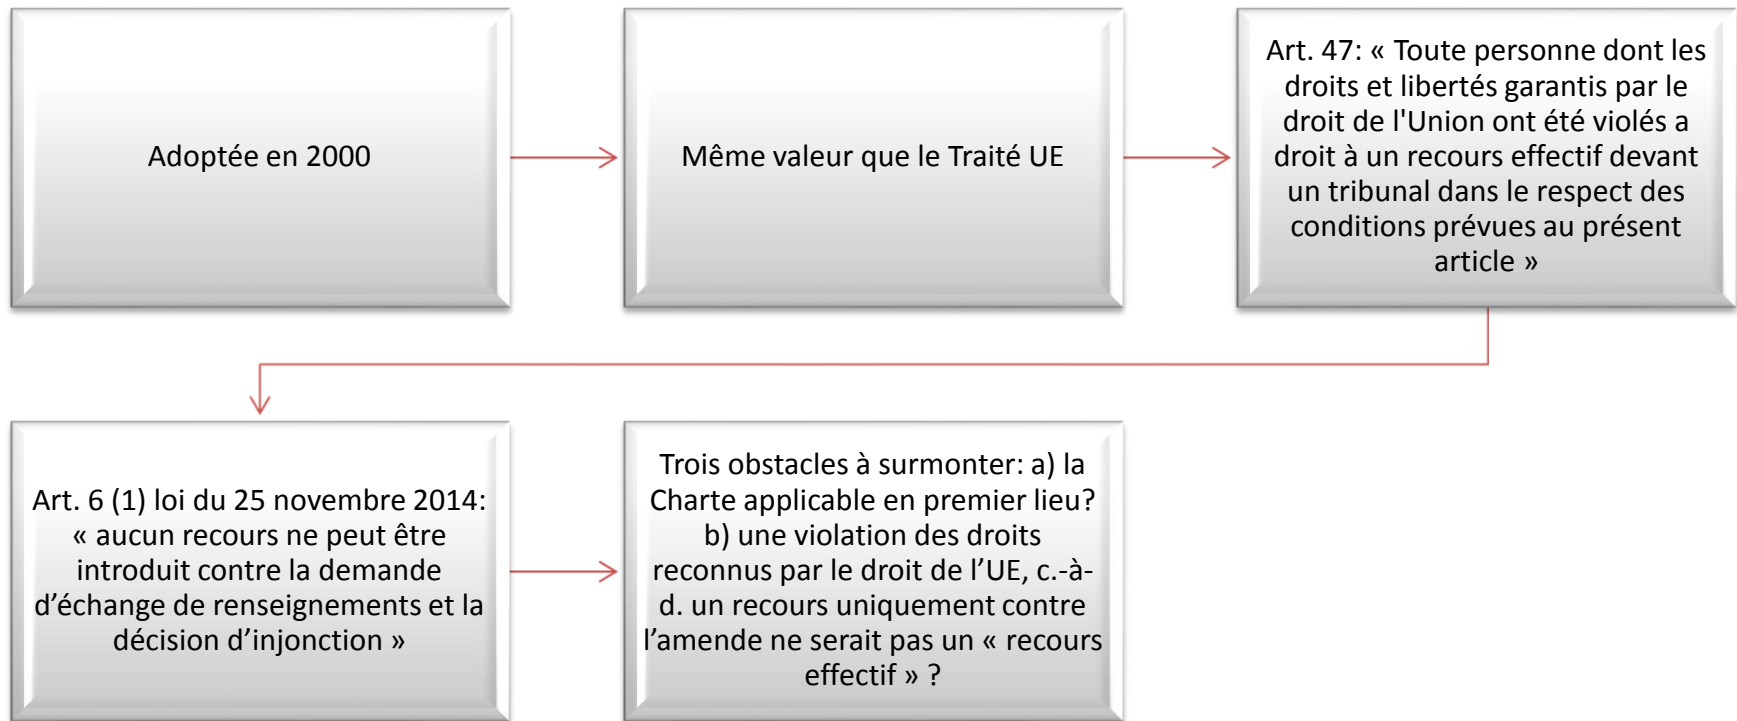 Adoptée en 2000
Même valeur que le Traité UE
Art. 47: « Toute personne dont les
droits et libertés garantis par le
droit de l'Union ont été violés a
droit à un recours effectif devant
un tribunal dans le respect des
conditions prévues au présent
article »
Art. 6 (1) loi du 25 novembre 2014:
« aucun recours ne peut être
introduit contre la demande
d’échange de renseignements et la
décision d’injonction »
Trois obstacles à surmonter: a) la
Charte applicable en premier lieu?
b) une violation des droits
reconnus par le droit de l’UE, c.-à-
d. un recours uniquement contre
l’amende ne serait pas un « recours
effectif » ?